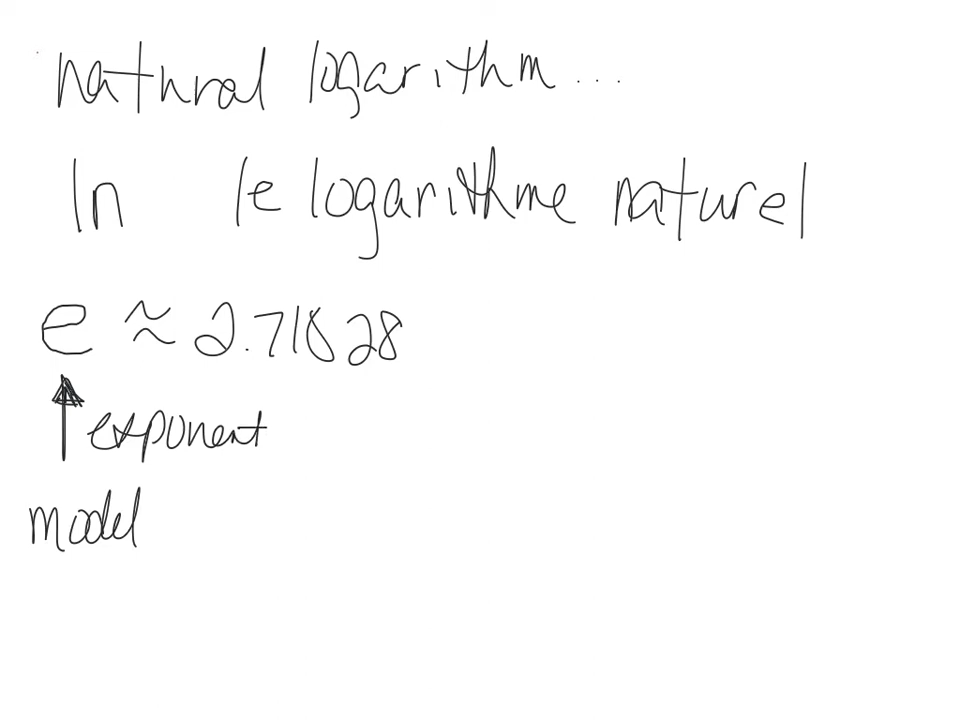 natural logarithm...
ln le logarithme naturel
e ≈ 2.71828
exponent
model